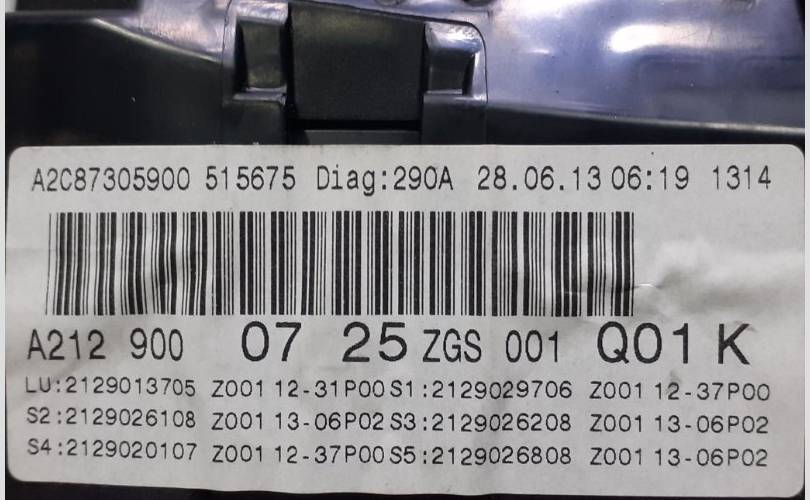 A2C87305900 515675 Diag:290A 28.06.13 06:19 1314
A212 900 07 25 ZGS 001 Q01 K
LU:2129013705 Z001 12-31P00 S1:2129029706 Z001 12-37P00
S2:2129026108 Z001 13-06P02 S3:2129026208 Z001 13-06P02
S4:2129020107 Z001 12-37P00 S5:2129026808 Z001 13-06P02